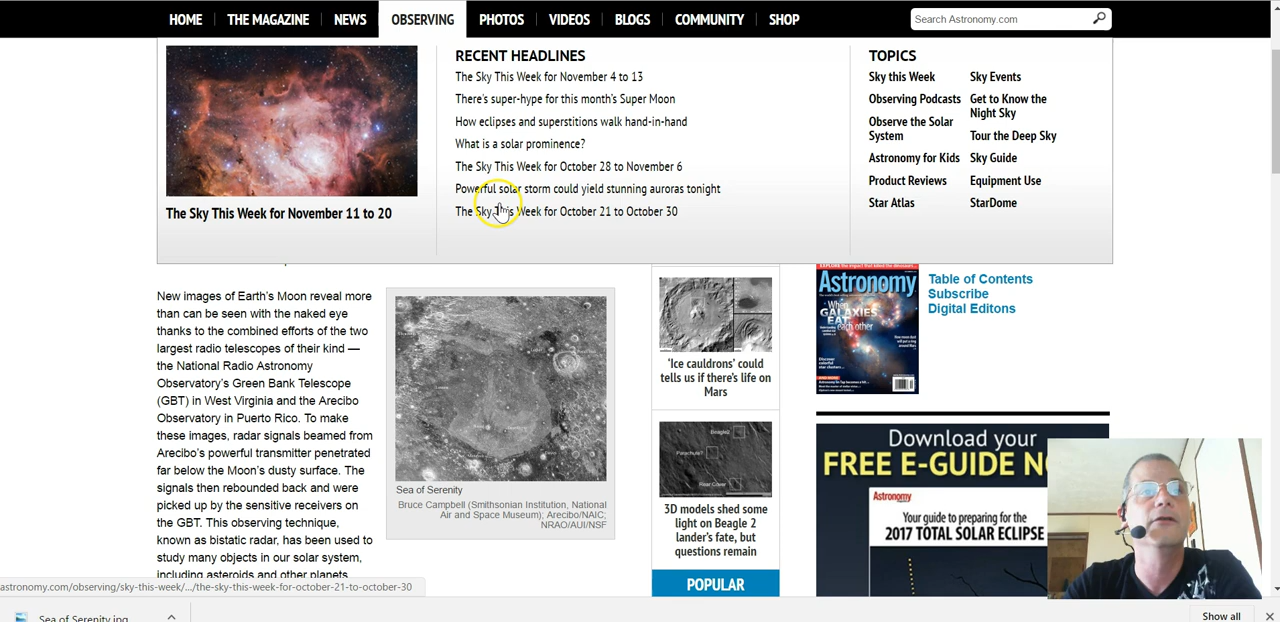 HOME
THE MAGAZINE
NEWS
OBSERVING
PHOTOS
VIDEOS
BLOGS
COMMUNITY
SHOP
Search Astronomy.com
The Sky This Week for November 11 to 20
RECENT HEADLINES
The Sky This Week for November 4 to 13
There's super-hype for this month's Super Moon
How eclipses and superstitions walk hand-in-hand
What is a solar prominence?
The Sky This Week for October 28 to November 6
Powerful solar storm could yield stunning auroras tonight
The Sky This Week for October 21 to October 30
TOPICS
Sky this Week
Observing Podcasts
Observe the Solar
System
Astronomy for Kids
Product Reviews
Star Atlas
Sky Events
Get to Know the
Night Sky
Tour the Deep Sky
Sky Guide
Equipment Use
StarDome
New images of Earth's Moon reveal more
than can be seen with the naked eye
thanks to the combined efforts of the two
largest radio telescopes of their kind —
the National Radio Astronomy
Observatory's Green Bank Telescope
(GBT) in West Virginia and the Arecibo
Observatory in Puerto Rico. To make
these images, radar signals beamed from
Arecibo's powerful transmitter penetrated
far below the Moon's dusty surface. The
signals then rebounded back and were
picked up by the sensitive receivers on
the GBT. This observing technique,
known as bistatic radar, has been used to
study many objects in our solar system,
including asteroids and other planets
Sea of Serenity
Bruce Campbell (Smithsonian Institution, National
Air and Space Museum); Arecibo/NAIC;
NRAO/AUI/NSF
'Ice cauldrons' could
tells us if there's life on
Mars
Beagle2
Parachute?
Rear Cover
3D models shed some
light on Beagle 2
lander's fate, but
questions remain
POPULAR
Astronomy
When
GALAXIES
EAT
each other
Table of Contents
Subscribe
Digital Editons
Download your
FREE E-GUIDE N
Astronomy
Your guide to preparing for the
2017 TOTAL SOLAR ECLIPSE
astronomy.com/observing/sky-this-week/.../the-sky-this-week-for-october-21-to-october-30
Sea of Serenity.jpg
Show all